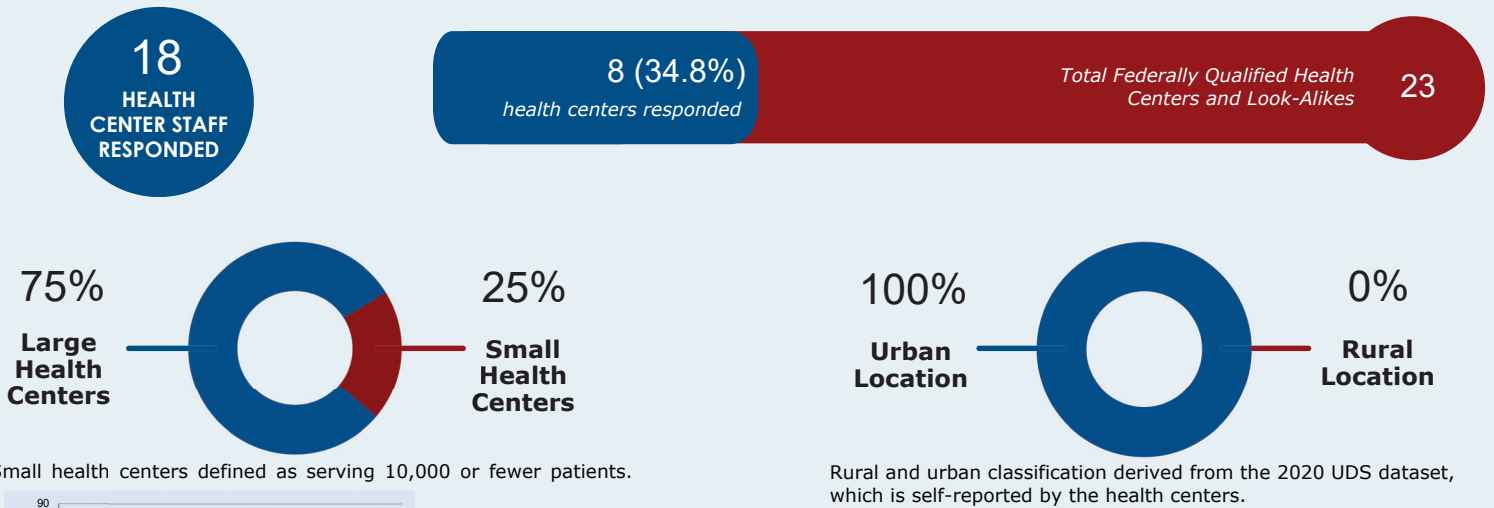 18
HEALTH
CENTER STAFF
RESPONDED
8 (34.8%)
health centers responded
Total Federally Qualified Health
Centers and Look-Alikes
23
75%
Large
Health
Centers
25%
Small
Health
Centers
100%
Urban
Location
0%
Rural
Location
Small health centers defined as serving 10,000 or fewer patients.
Rural and urban classification derived from the 2020 UDS dataset,
which is self-reported by the health centers.
90